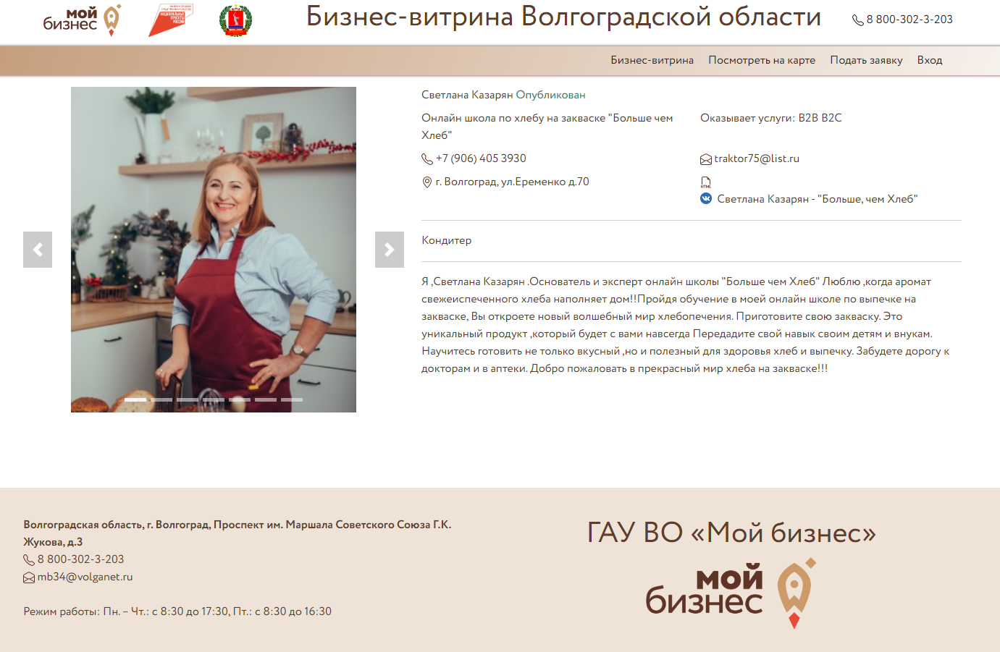 мой
бизнес
НАЦИОНАЛЬНЫЕ
ПРОЕКТЫ
РОССИИ
Бизнес-витрина Волгоградской области
8 800-302-3-203
Бизнес-витрина Посмотреть на карте Подать заявку Вход
Светлана Казарян Опубликован
Онлайн школа по хлебу на закваске "Больше чем
Хлеб"
Оказывает услуги: B2B B2C
+7 (906) 405 3930
traktor75@list.ru
г. Волгоград, ул.Еременко д.70
HTML
Светлана Казарян - "Больше, чем Хлеб"
Кондитер
Я ,Светлана Казарян .Основатель и эксперт онлайн школы "Больше чем Хлеб" Люблю ,когда аромат
свежеиспеченного хлеба наполняет дом!!Пройдя обучение в моей онлайн школе по выпечке на
закваске, Вы откроете новый волшебный мир хлебопечения. Приготовите свою закваску. Это
уникальный продукт ,который будет с вами навсегда Передадите свой навык своим детям и внукам.
Научитесь готовить не только вкусный ,но и полезный для здоровья хлеб и выпечку. Забудете дорогу к
докторам и в аптеки. Добро пожаловать в прекрасный мир хлеба на закваске!!!
Волгоградская область, г. Волгоград, Проспект им. Маршала Советского Союза Г.К.
Жукова, д.3
8 800-302-3-203
mb34@volganet.ru
Режим работы: Пн. – Чт.: с 8:30 до 17:30, Пт.: с 8:30 до 16:30
ГАУ ВО «Мой бизнес»
мой
бизнес